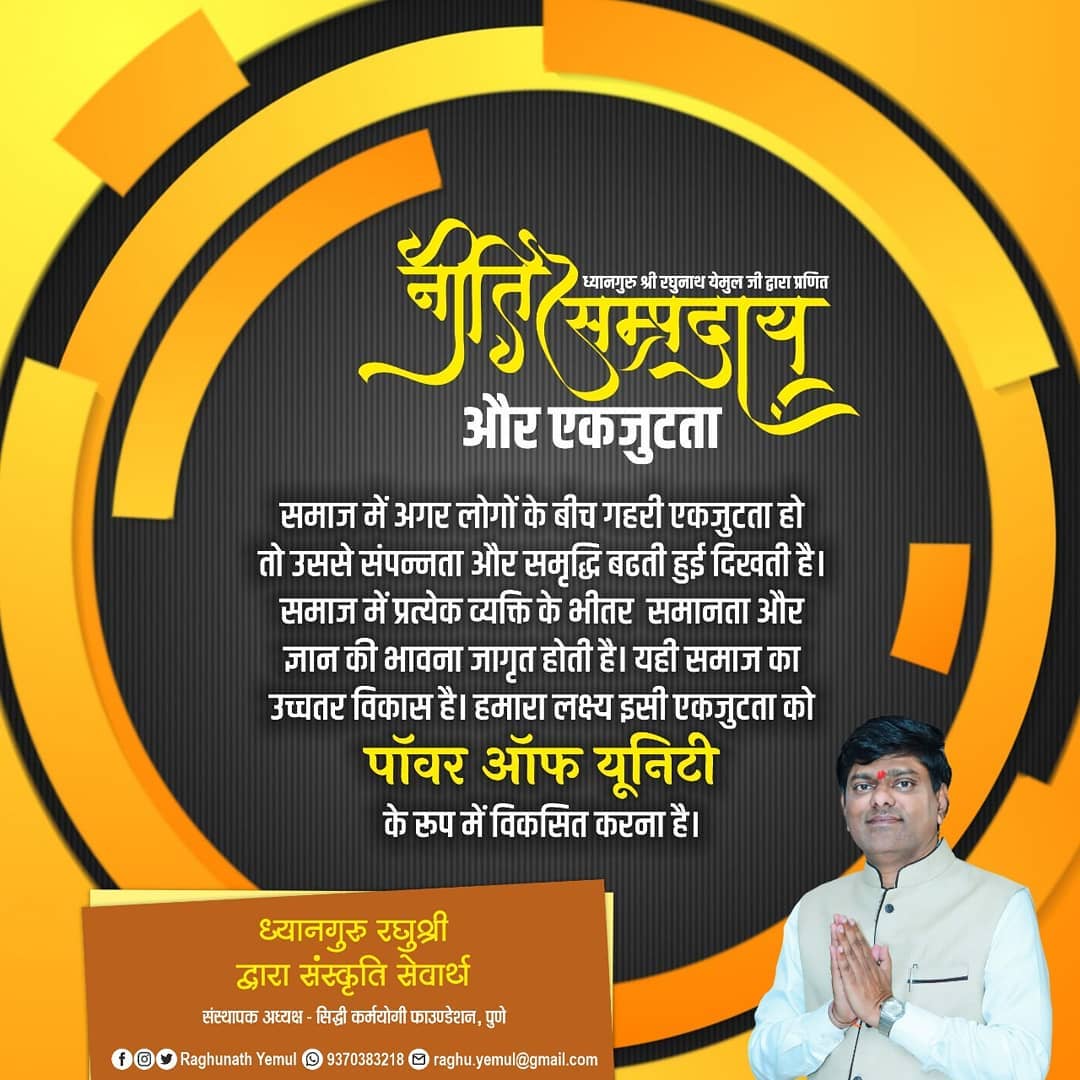 नीति सम्प्रदाय
ध्यानगुरु श्री रघुनाथ येमुल जी द्वारा प्रणित
और एकजुटता
समाज में अगर लोगों के बीच गहरी एकजुटता हो
तो उससे संपन्नता और समृद्धि बढती हुई दिखती है।
समाज में प्रत्येक व्यक्ति के भीतर समानता और
ज्ञान की भावना जागृत होती है। यही समाज का
उच्चतर विकास है। हमारा लक्ष्य इसी एकजुटता को
पॉवर ऑफ यूनिटी
के रुप में विकसित करना है।
ध्यानगुरु रघुश्री
द्वारा संस्कृति सेवार्थ
संस्थापक अध्यक्ष - सिद्धी कर्मयोगी फाउण्डेशन, पुणे
Raghunath Yemul 9370383218 raghu.yemul@gmail.com